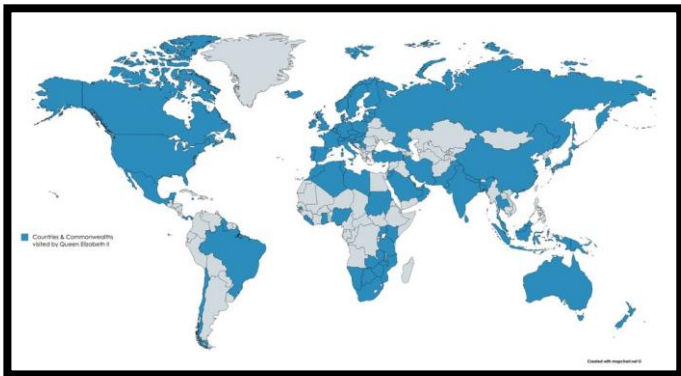 Countries & Commonwealths
visited by Queen Elizabeth II
Created with mapchart.net ©